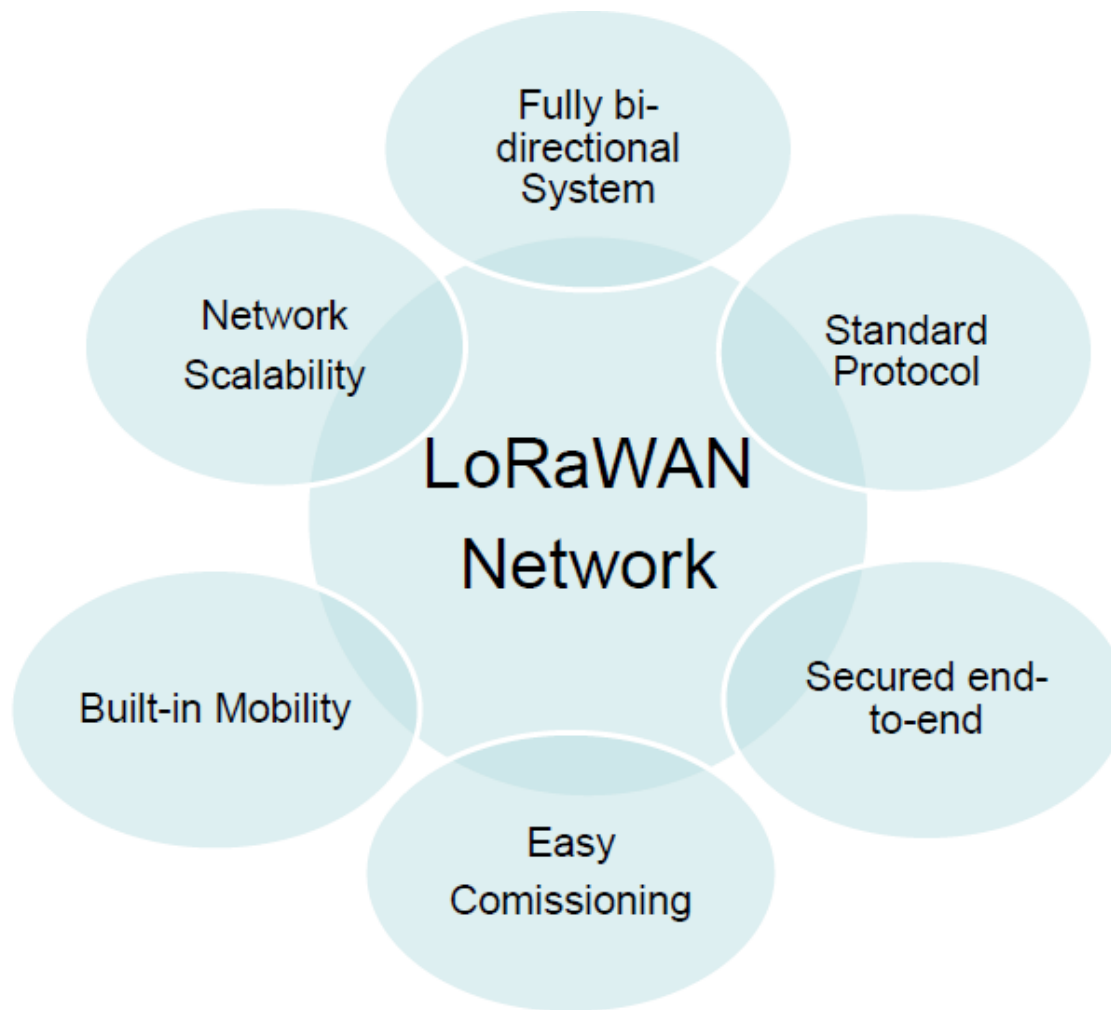 Fully bi-
directional
System
Network
Scalability
Standard
Protocol
LoRaWAN
Network
Built-in Mobility
Secured end-
to-end
Easy
Comissioning